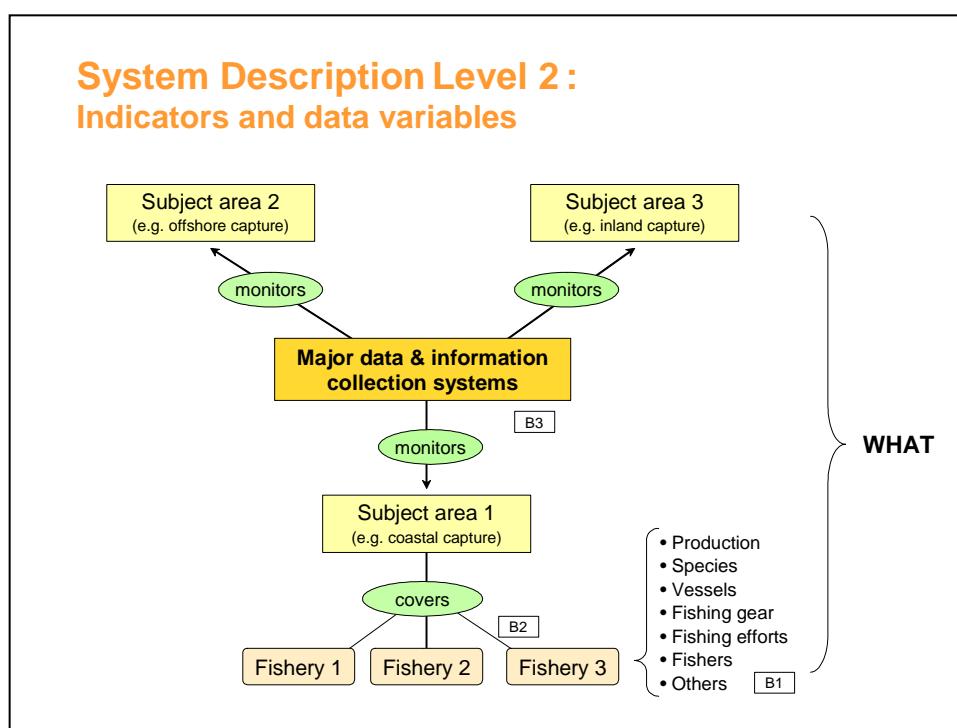 System Description Level 2 :
Indicators and data variables
Subject area 2
(e.g. offshore capture)
Subject area 3
(e.g. inland capture)
monitors
monitors
Major data & information
collection systems
B3
monitors
WHAT
Subject area 1
(e.g. coastal capture)
covers
B2
Fishery 1
Fishery 2
Fishery 3
• Production
• Species
• Vessels
• Fishing gear
• Fishing efforts
• Fishers
• Others
B1